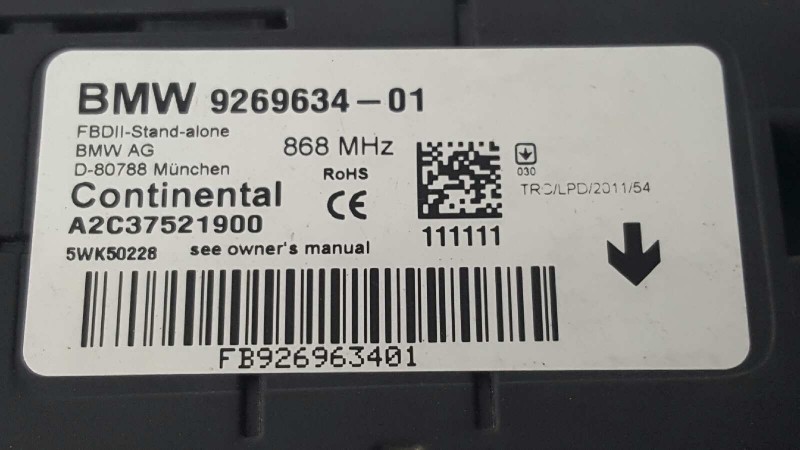 BMW 9269634-01
FBDII-Stand-alone
BMW AG
D-80788 München
868 MHz
Continental
RoHS
CE
A2C37521900
5WK50228 see owner's manual
111111
030
TRC/LPD/2011/54
FB926963401